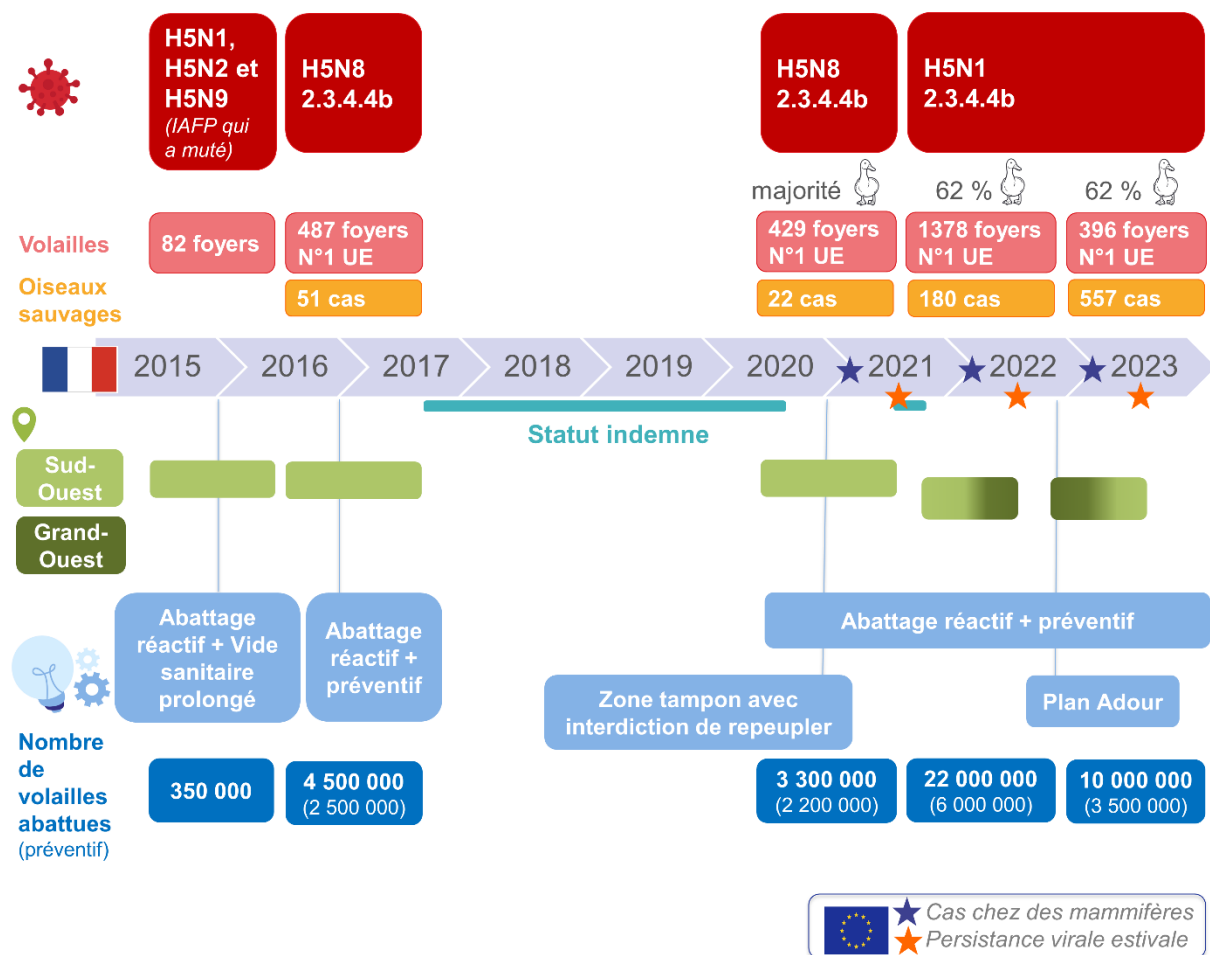 H5N1,
H5N2 et
H5N9
(IAFP qui
a muté)
H5N8
2.3.4.4b
H5N8
2.3.4.4b
H5N1
2.3.4.4b
majorité
62 %
62 %
Volailles
82 foyers
487 foyers
N°1 UE
429 foyers
N°1 UE
1378 foyers
N°1 UE
396 foyers
N°1 UE
Oiseaux
sauvages
51 cas
22 cas
180 cas
557 cas
2015
2016
2017
2018
2019
2020
2021
2022
2023
Statut indemne
Sud-
Ouest
Grand-
Ouest
Abattage
réactif + Vide
sanitaire
prolongé
Abattage
réactif +
préventif
Abattage réactif + préventif
Zone tampon avec
interdiction de repeupler
Plan Adour
Nombre
de
volailles
abattues
(préventif)
350 000
4 500 000
(2 500 000)
3 300 000
(2 200 000)
22 000 000
(6 000 000)
10 000 000
(3 500 000)
Cas chez des mammifères
Persistance virale estivale